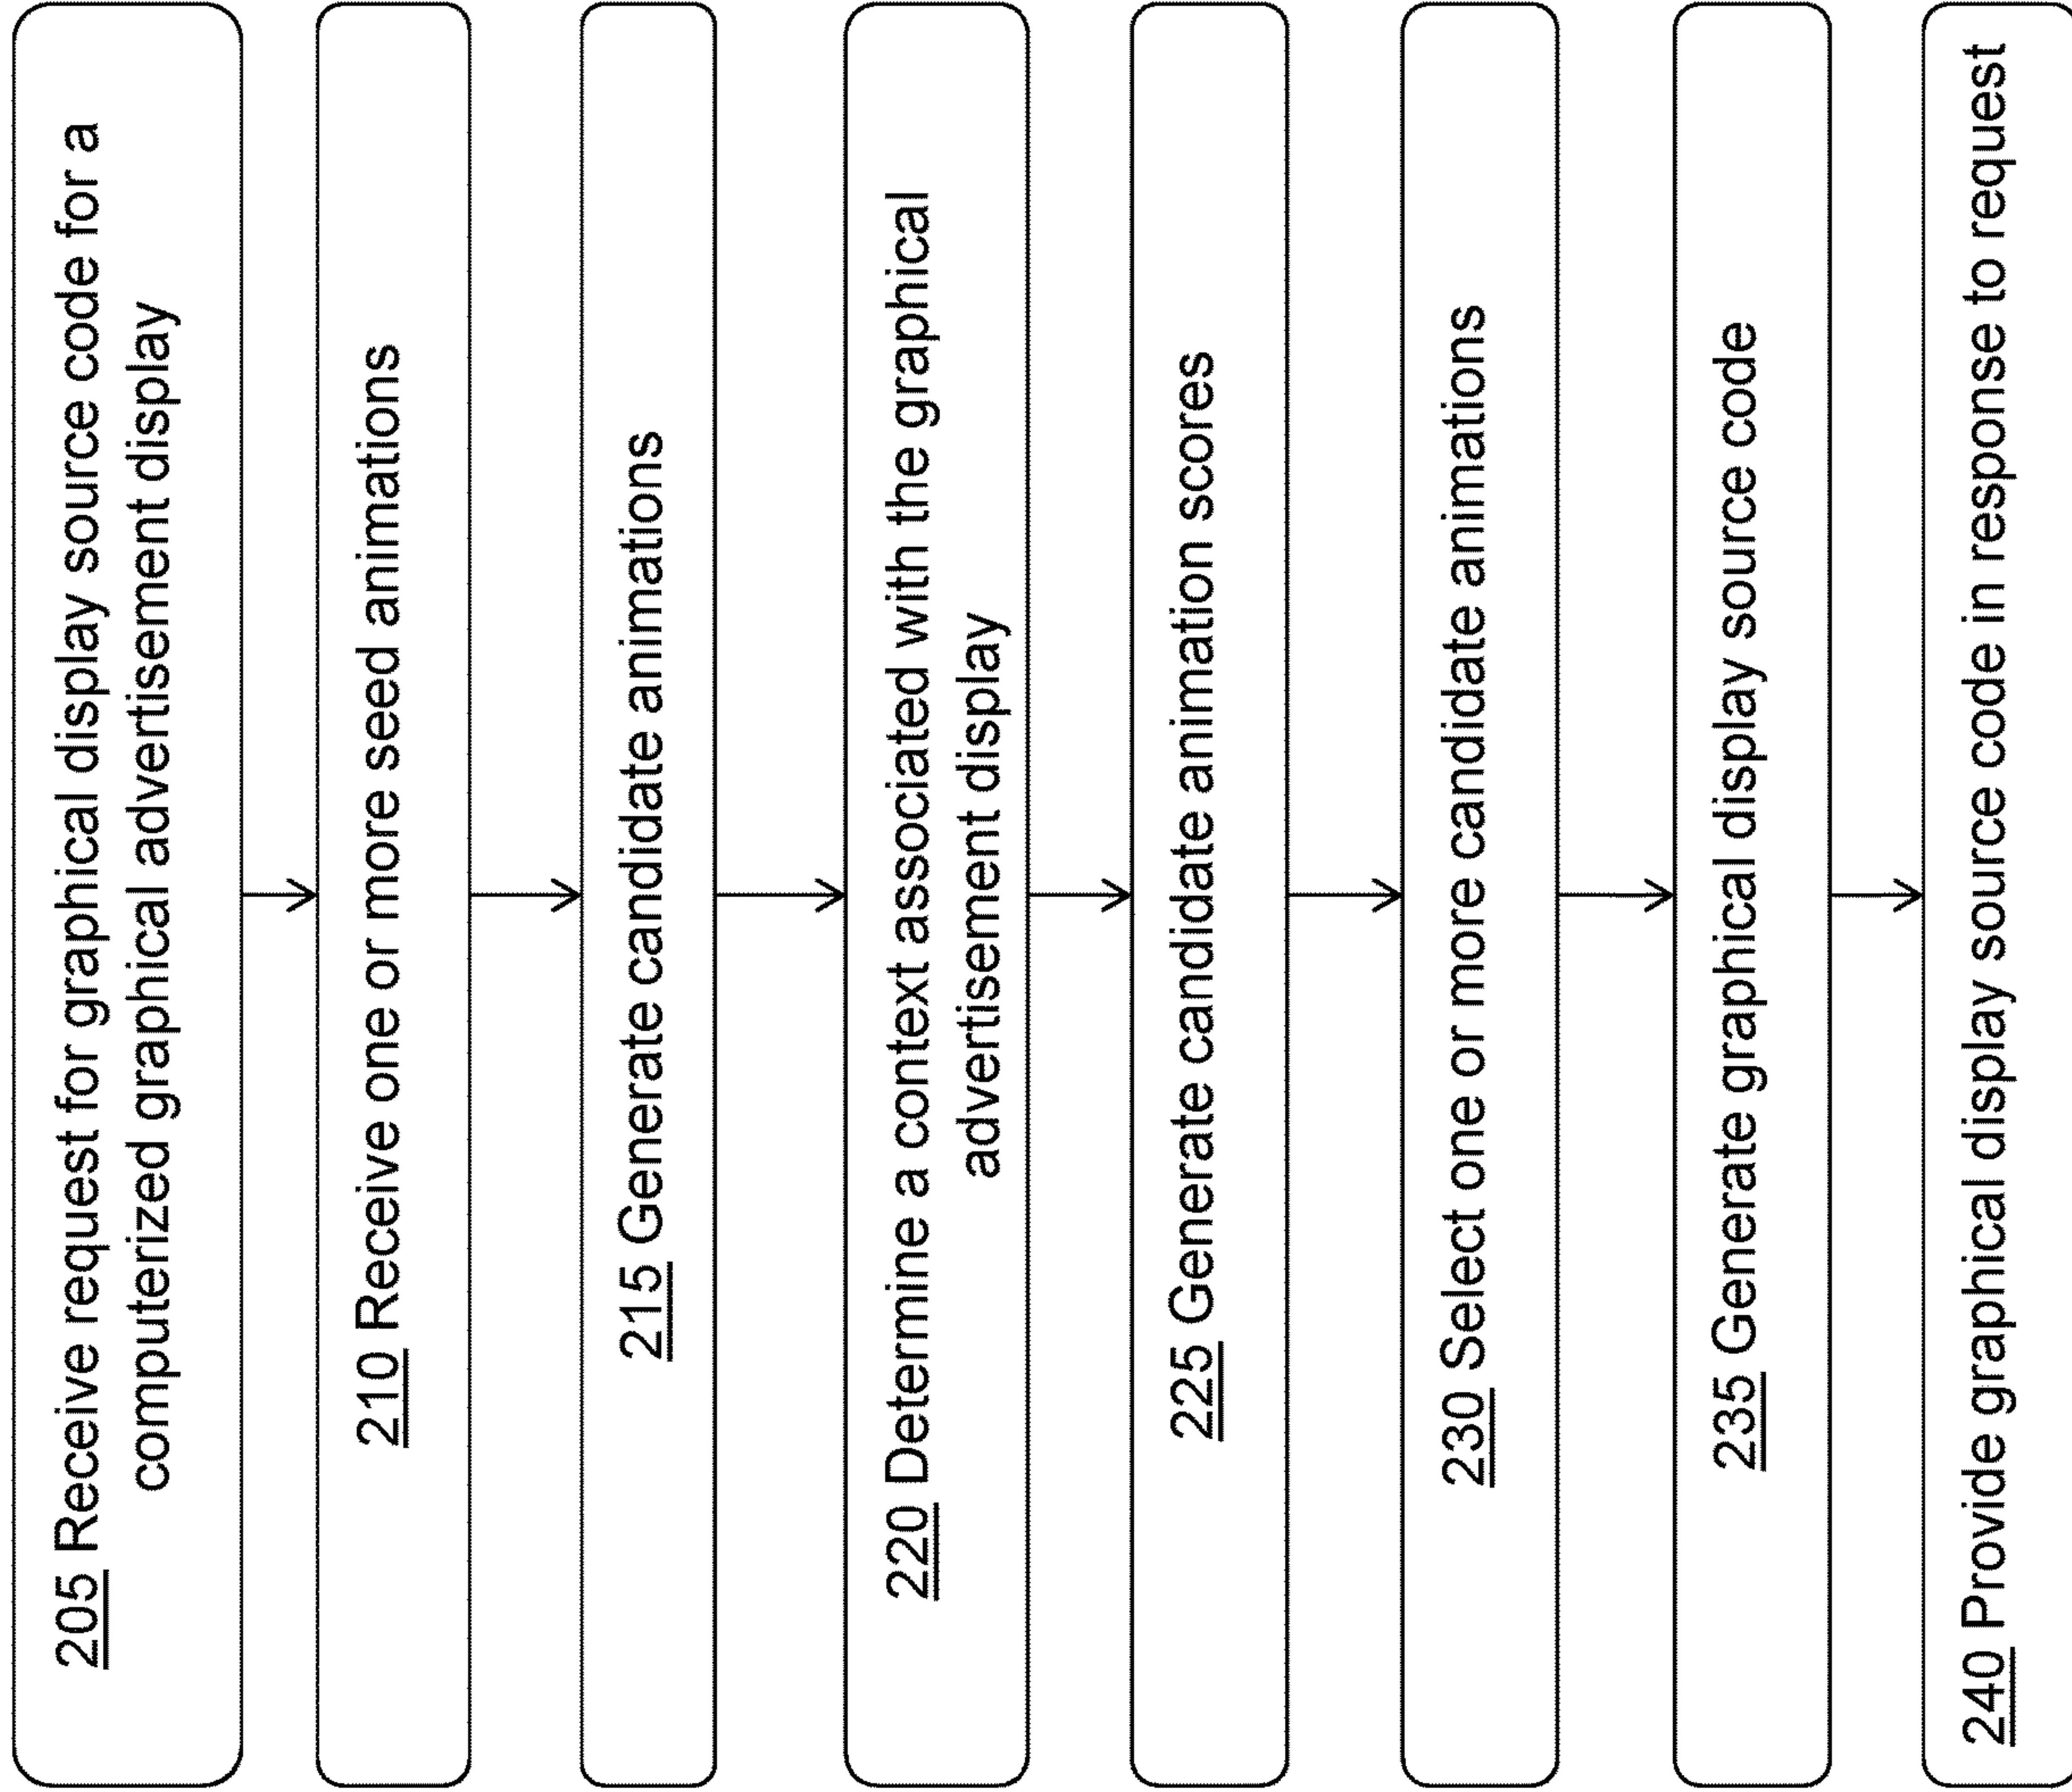 205 Receive request for graphical display source code for a
computerized graphical advertisement display
210 Receive one or more seed animations
215 Generate candidate animations
220 Determine a context associated with the graphical
advertisement display
225 Generate candidate animation scores
230 Select one or more candidate animations
235 Generate graphical display source code
240 Provide graphical display source code in response to request